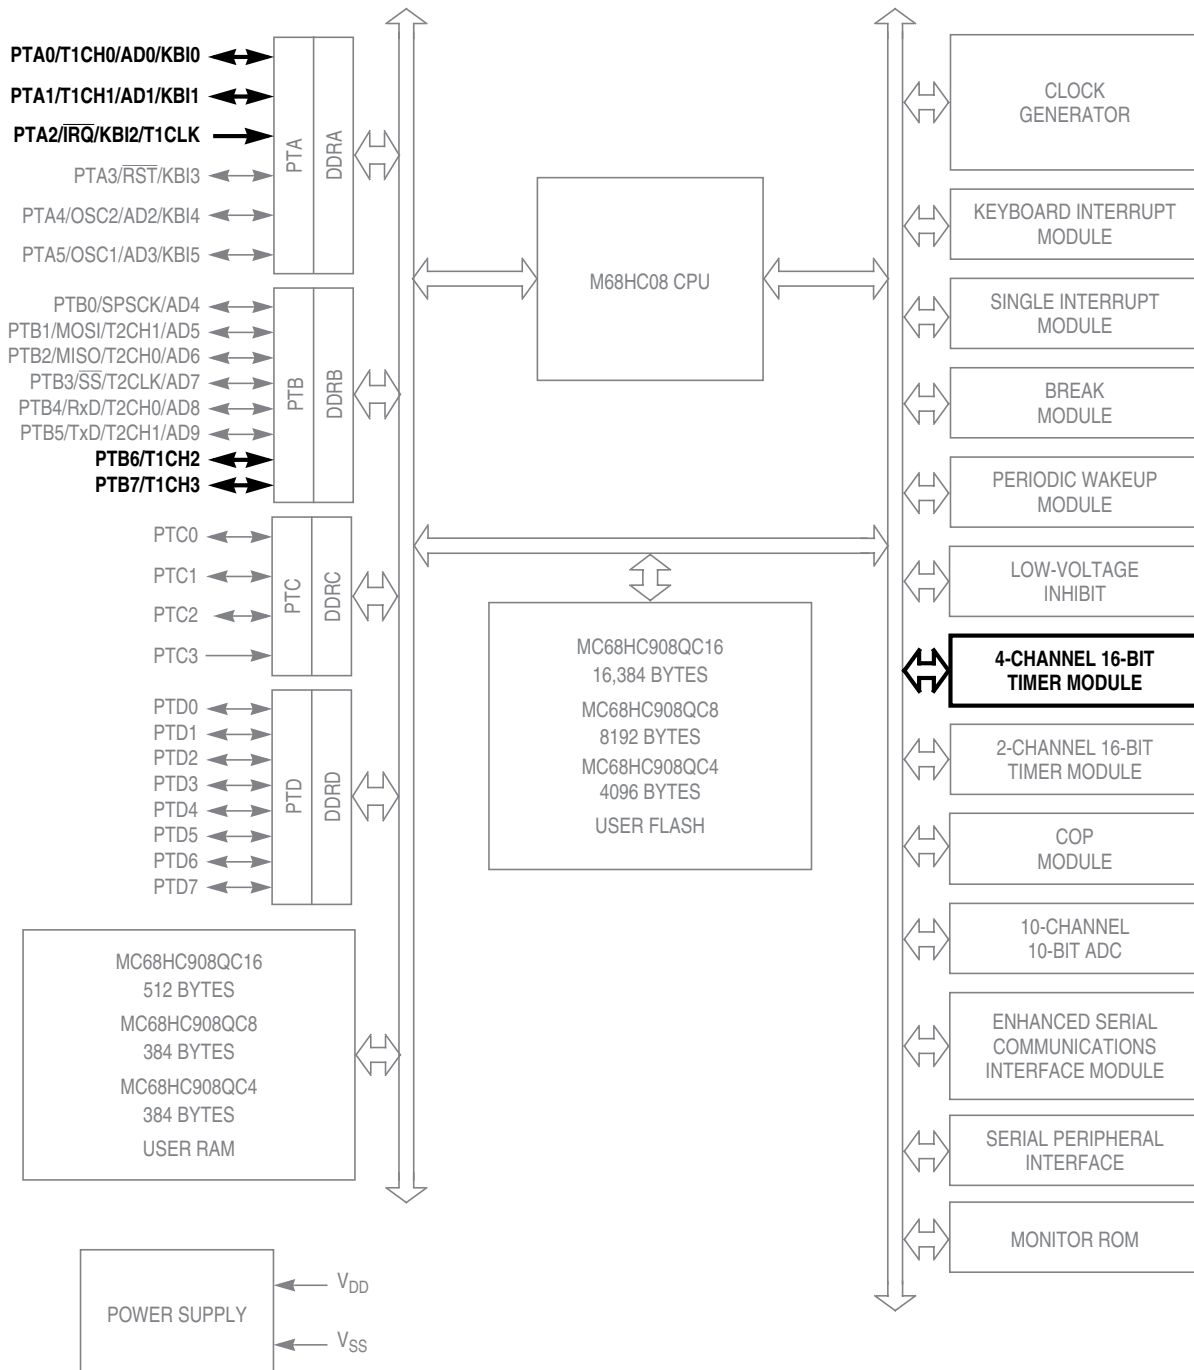 PTA0/T1CH0/AD0/KBI0
PTA1/T1CH1/AD1/KBI1
PTA2/IRQ/KBI2/T1CLK
PTA3/RST/KBI3
PTA4/OSC2/AD2/KBI4
PTA5/OSC1/AD3/KBI5
PTA
DDRA
PTB0/SPSCK/AD4
PTB1/MOSI/T2CH1/AD5
PTB2/MISO/T2CH0/AD6
PTB3/SS/T2CLK/AD7
PTB4/RxD/T2CH0/AD8
PTB5/TxD/T2CH1/AD9
PTB6/T1CH2
PTB7/T1CH3
PTB
DDRB
PTC0
PTC1
PTC2
PTC3
PTC
DDRC
PTD0
PTD1
PTD2
PTD3
PTD4
PTD5
PTD6
PTD7
PTD
DDRD
MC68HC908QC16
512 BYTES
MC68HC908QC8
384 BYTES
MC68HC908QC4
384 BYTES
USER RAM
POWER SUPPLY
VDD
VSS
M68HC08 CPU
MC68HC908QC16
16,384 BYTES
MC68HC908QC8
8192 BYTES
MC68HC908QC4
4096 BYTES
USER FLASH
CLOCK
GENERATOR
KEYBOARD INTERRUPT
MODULE
SINGLE INTERRUPT
MODULE
BREAK
MODULE
PERIODIC WAKEUP
MODULE
LOW-VOLTAGE
INHIBIT
4-CHANNEL 16-BIT
TIMER MODULE
2-CHANNEL 16-BIT
TIMER MODULE
COP
MODULE
10-CHANNEL
10-BIT ADC
ENHANCED SERIAL
COMMUNICATIONS
INTERFACE MODULE
SERIAL PERIPHERAL
INTERFACE
MONITOR ROM